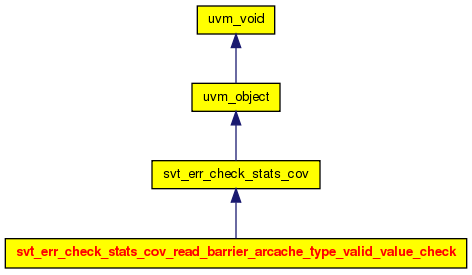 uvm_void
uvm_object
svt_err_check_stats_cov
svt_err_check_stats_cov_read_barrier_arcache_type_valid_value_check